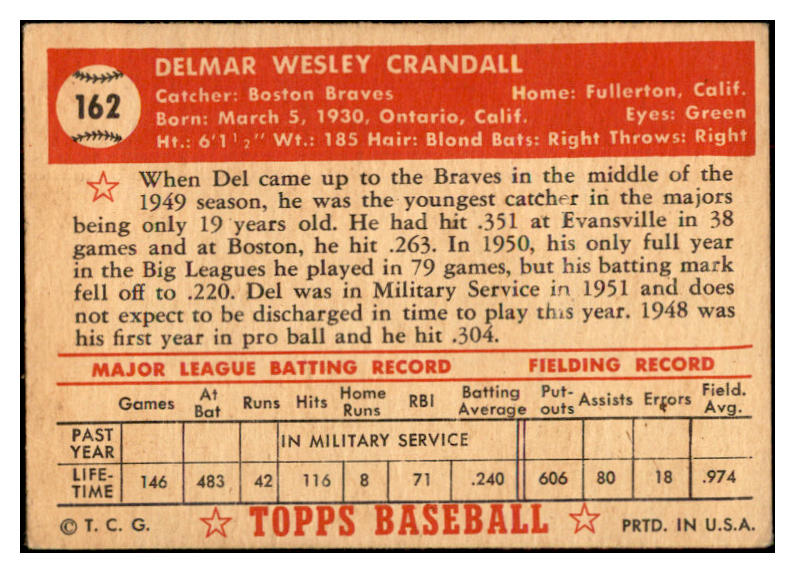 162
DELMAR WESLEY CRANDALL
Catcher: Boston Braves Home: Fullerton, Calif.
Born: March 5, 1930, Ontario, Calif. Eyes: Green
Ht.: 6'1½" Wt.: 185 Hair: Blond Bats: Right Throws: Right
When Del came up to the Braves in the middle of the
1949 season, he was the youngest catcher in the majors
being only 19 years old. He had hit .351 at Evansville in 38
games and at Boston, he hit .263. In 1950, his only full year
in the Big Leagues he played in 79 games, but his batting mark
fell off to .220. Del was in Military Service in 1951 and does
not expect to be discharged in time to play this year. 1948 was
his first year in pro ball and he hit .304.
MAJOR LEAGUE BATTING RECORD FIELDING RECORD
Games At Bat Runs Hits Home Runs RBI Batting Average Put-outs Assists Errors Field. Avg.
PAST YEAR IN MILITARY SERVICE
LIFE-TIME 146 483 42 116 8 71 .240 606 80 18 .974
© T. C. G. TOPPS BASEBALL PRTD. IN U.S.A.